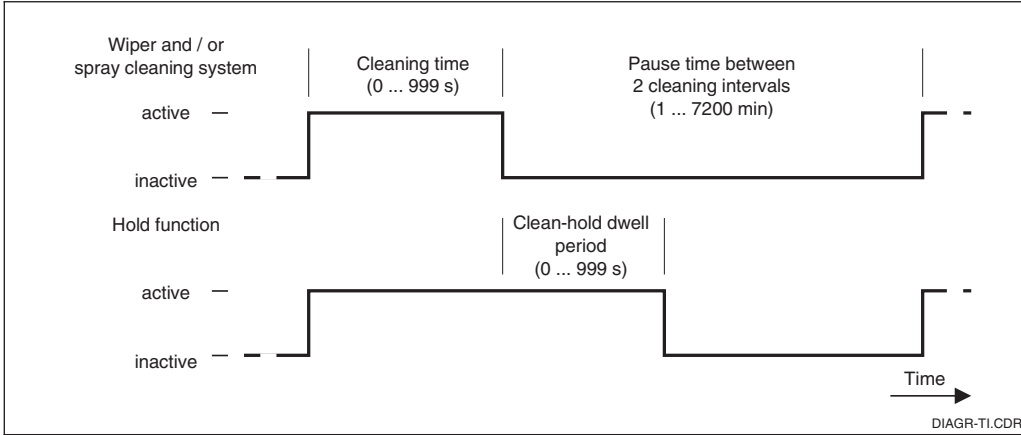 Wiper and / or
spray cleaning system
Cleaning time
(0 ... 999 s)
Pause time between
2 cleaning intervals
(1 ... 7200 min)
active
inactive
Hold function
Clean-hold dwell
period
(0 ... 999 s)
active
inactive
Time
DIAGR-TI.CDR